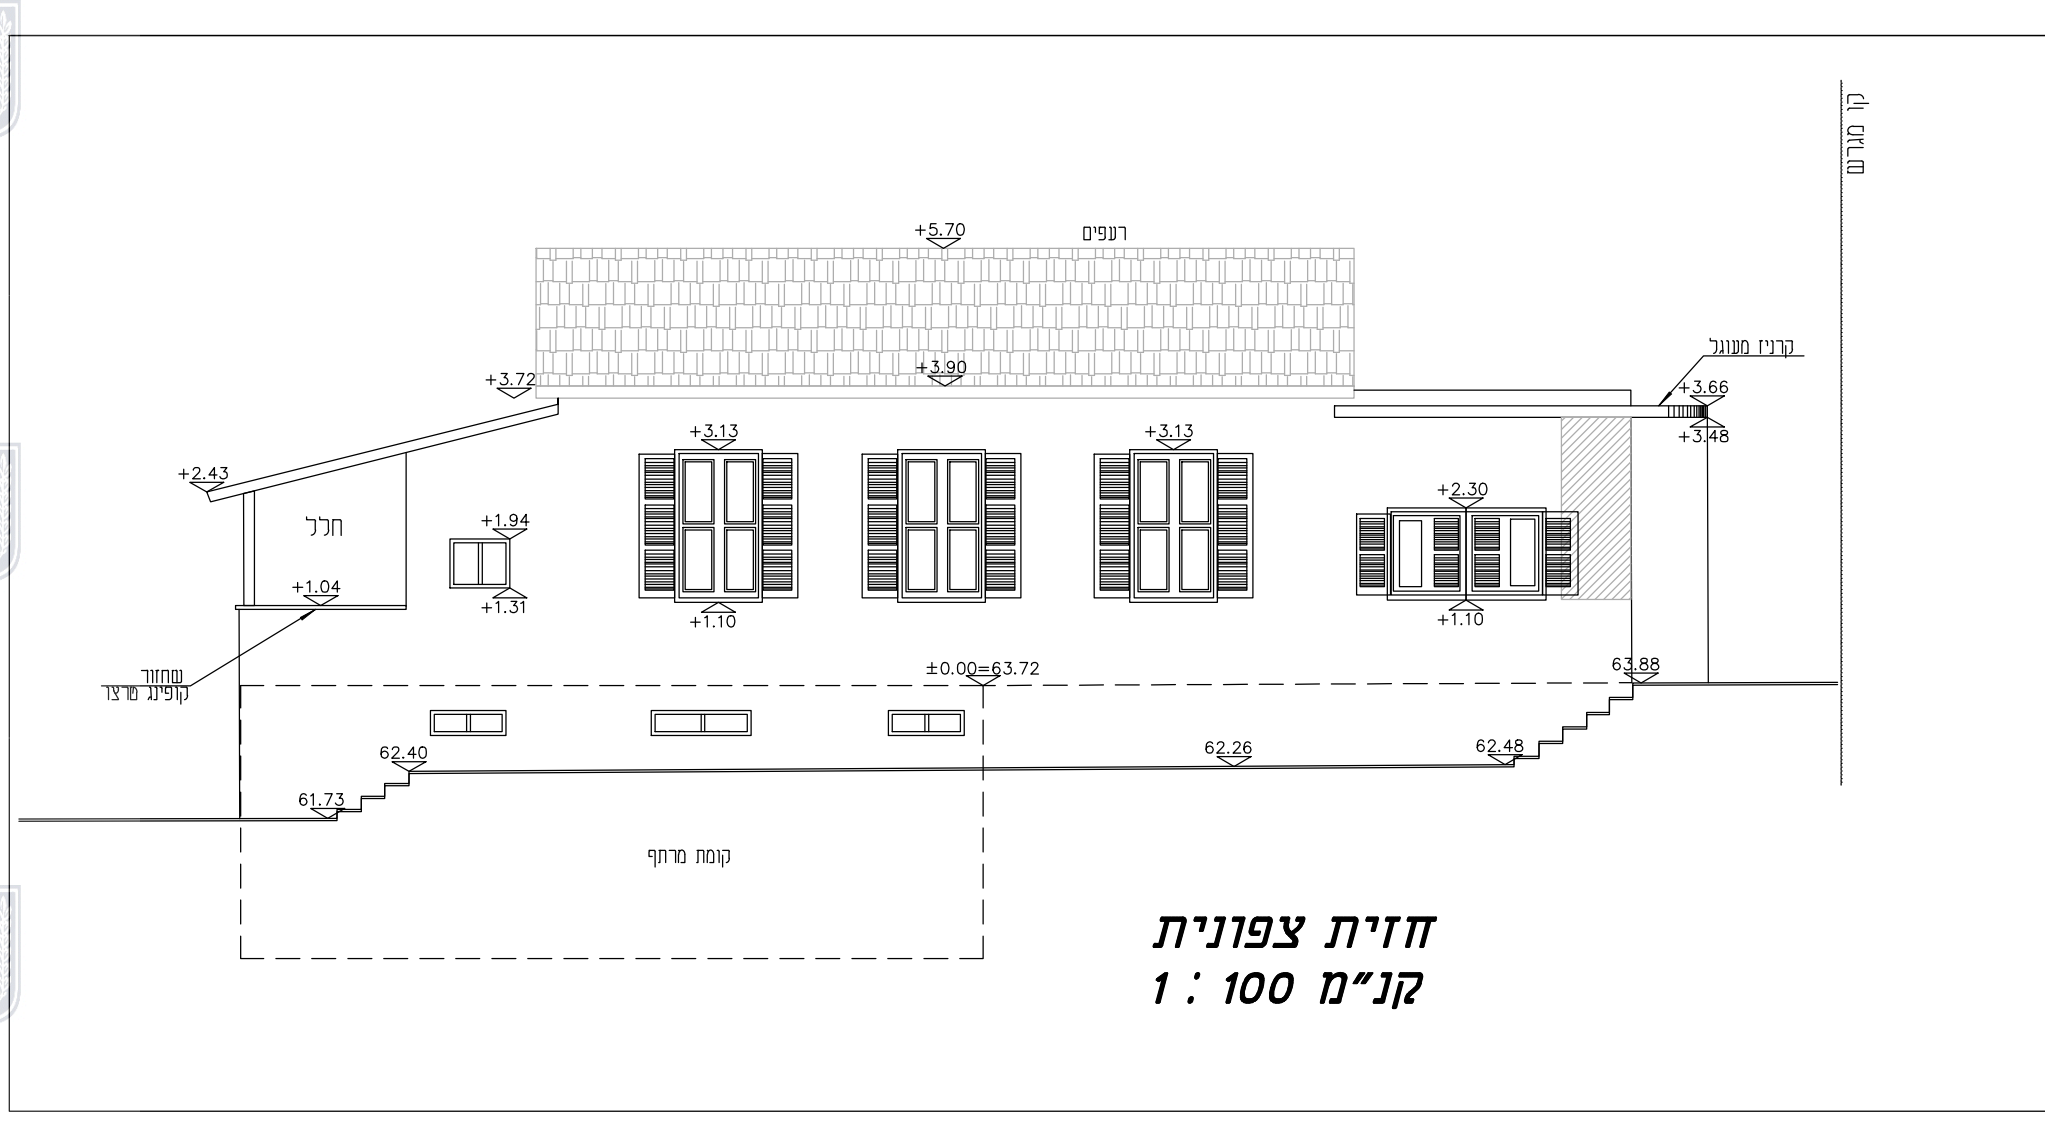 קו מגרש
+5.70
רעפים
קרניז מעוגל
+3.90
+3.72
+3.66
+3.48
+3.13
+3.13
+2.43
+2.30
חלל
+1.94
+1.04
+1.31
+1.10
+1.10
שחזור
קופינג טרצו
±0.00=63.72
63.88
62.40
62.26
62.48
61.73
קומת מרתף
חזית צפונית
קנ"מ 100 : 1